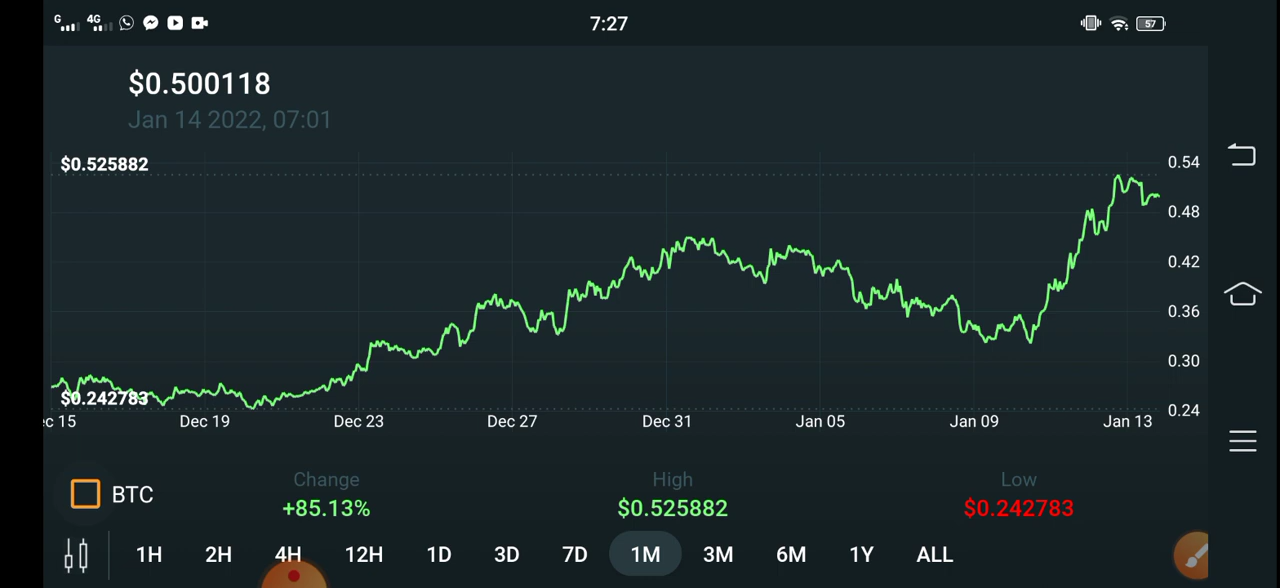 G 4G 7:27 57
$0.500118
Jan 14 2022, 07:01
$0.525882
0.54
0.48
0.42
0.36
0.30
$0.242783
0.24
c 15 Dec 19 Dec 23 Dec 27 Dec 31 Jan 05 Jan 09 Jan 13
Change High Low
BTC +85.13% $0.525882 $0.242783
1H 2H 4H 12H 1D 3D 7D 1M 3M 6M 1Y ALL